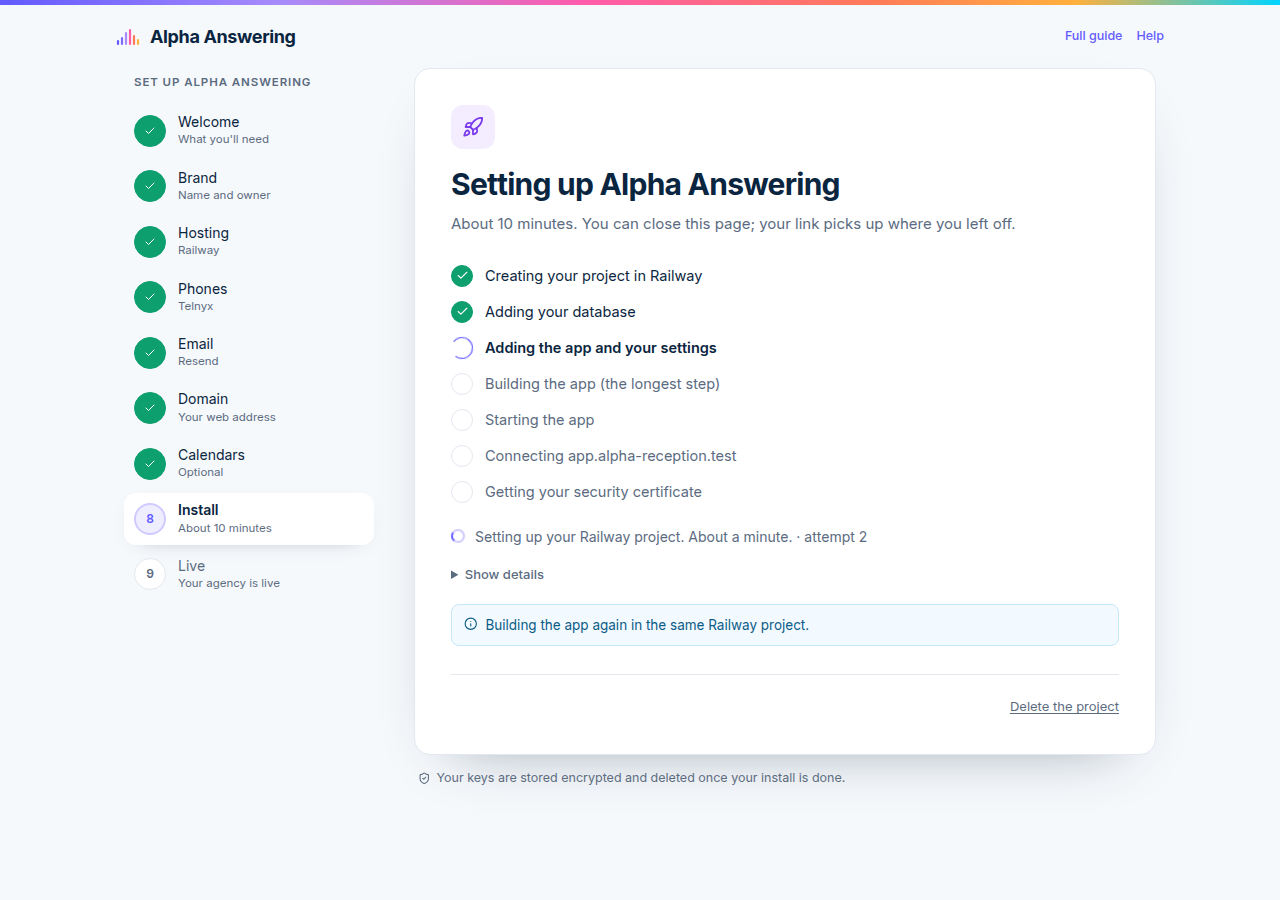 Alpha Answering
Full guide
Help
SET UP ALPHA ANSWERING
Welcome
What you'll need
Brand
Name and owner
Hosting
Railway
Phones
Telnyx
Email
Resend
Domain
Your web address
Calendars
Optional
8
Install
About 10 minutes
9
Live
Your agency is live
Setting up Alpha Answering
About 10 minutes. You can close this page; your link picks up where you left off.
Creating your project in Railway
Adding your database
Adding the app and your settings
Building the app (the longest step)
Starting the app
Connecting app.alpha-reception.test
Getting your security certificate
Setting up your Railway project. About a minute. · attempt 2
Show details
Building the app again in the same Railway project.
Delete the project
Your keys are stored encrypted and deleted once your install is done.